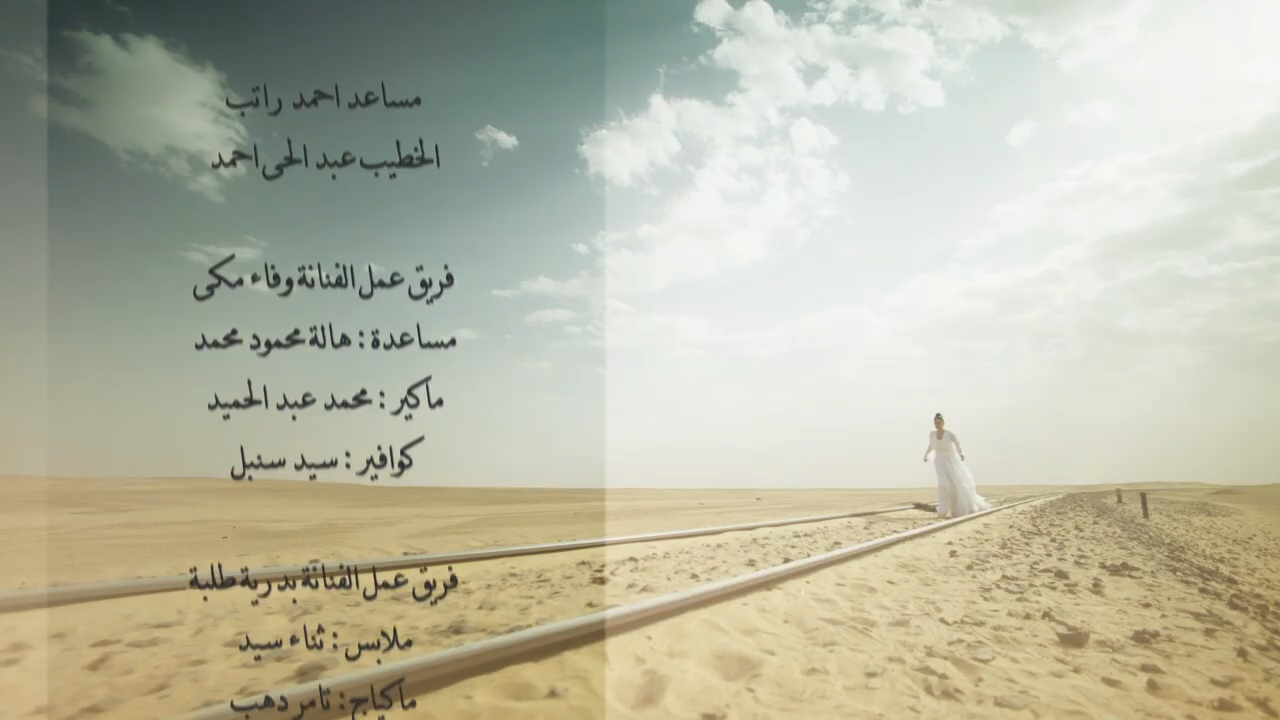 مساعد احمد راتب
الخطيب عبد الحى احمد
فريق عمل الفنانة وفاء مكى
مساعدة : هالة محمود محمد
ماكير : محمد عبد الحميد
كوافير : سيد سنبل
فريق عمل الفنانة بدرية طلبة
ملابس : ثناء سيد
ماكياج : تامر دهب